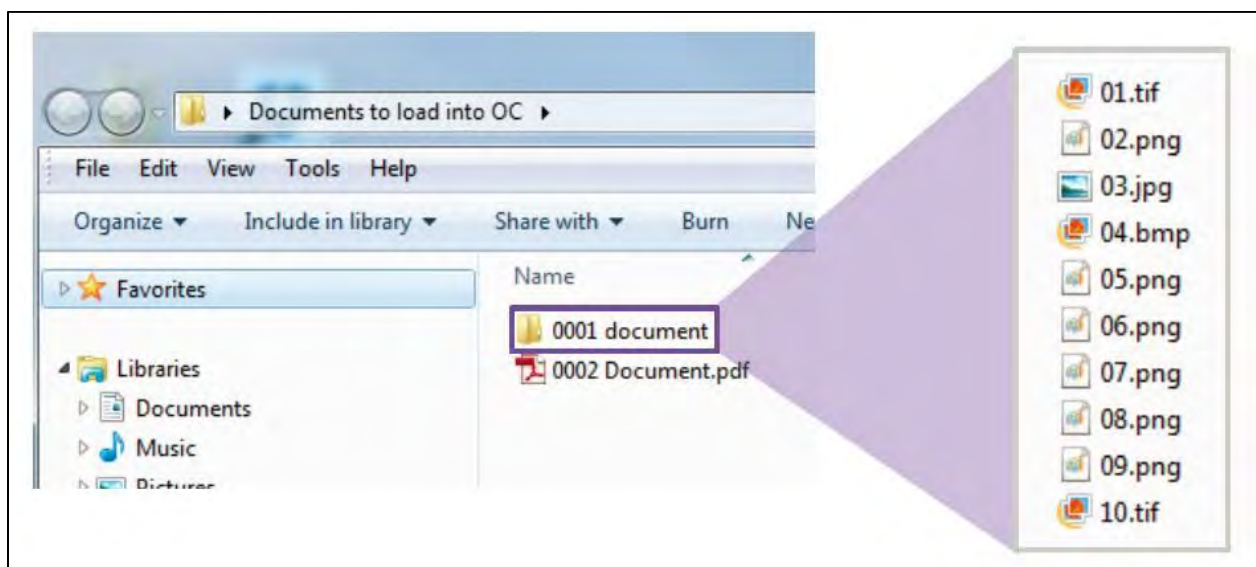 Documents to load into OC
File Edit View Tools Help
Organize Include in library Share with Burn Ne
Favorites
Libraries
Documents
Music
Pictures
Name
0001 document
0002 Document.pdf
01.tif
02.png
03.jpg
04.bmp
05.png
06.png
07.png
08.png
09.png
10.tif